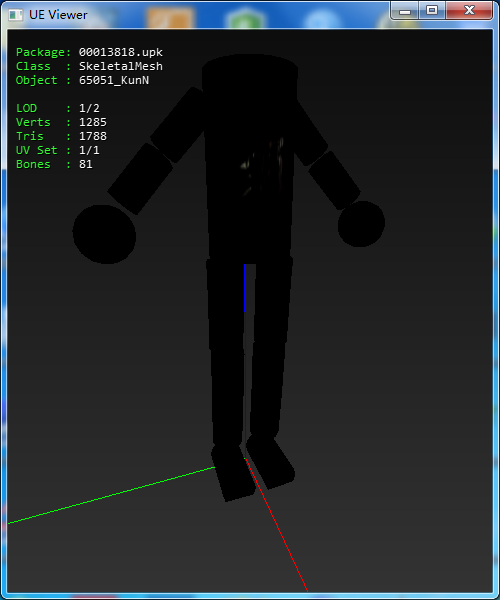 UE Viewer
Package: 00013818.upk
Class : SkeletalMesh
Object : 65051_KunN
LOD : 1/2
Verts : 1285
Tris : 1788
UV Set : 1/1
Bones : 81